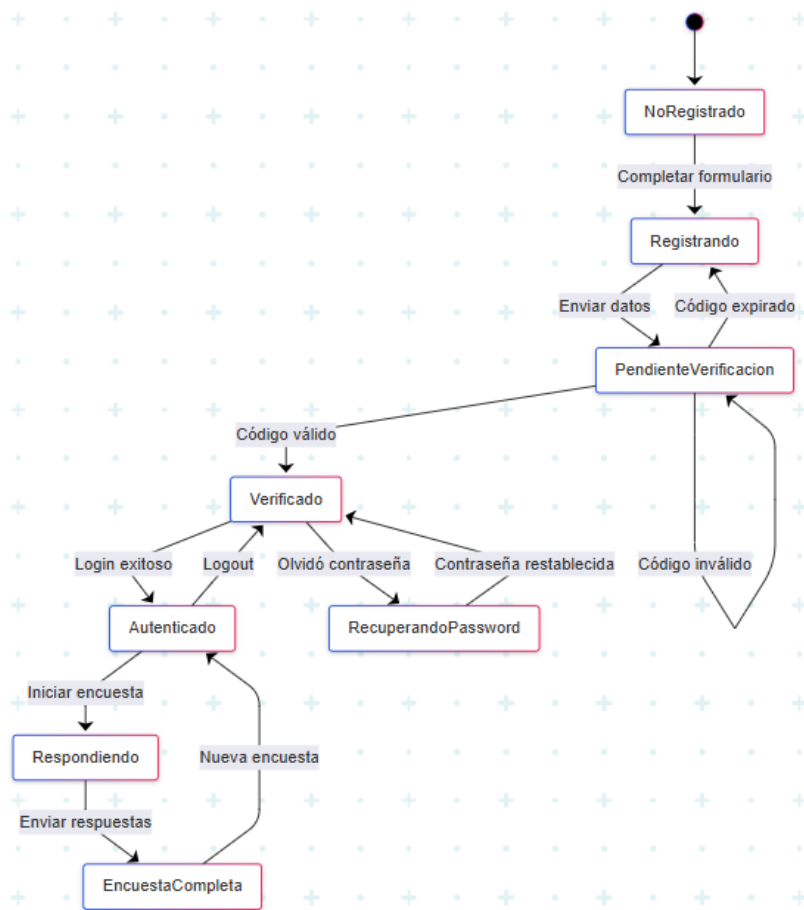 NoRegistrado
Completar formulario
Registrando
Enviar datos
Código expirado
PendienteVerificacion
Código válido
Verificado
Login exitoso
Logout
Olvidó contraseña
Contraseña restablecida
Código inválido
Autenticado
RecuperandoPassword
Iniciar encuesta
Respondiendo
Nueva encuesta
Enviar respuestas
EncuestaCompleta